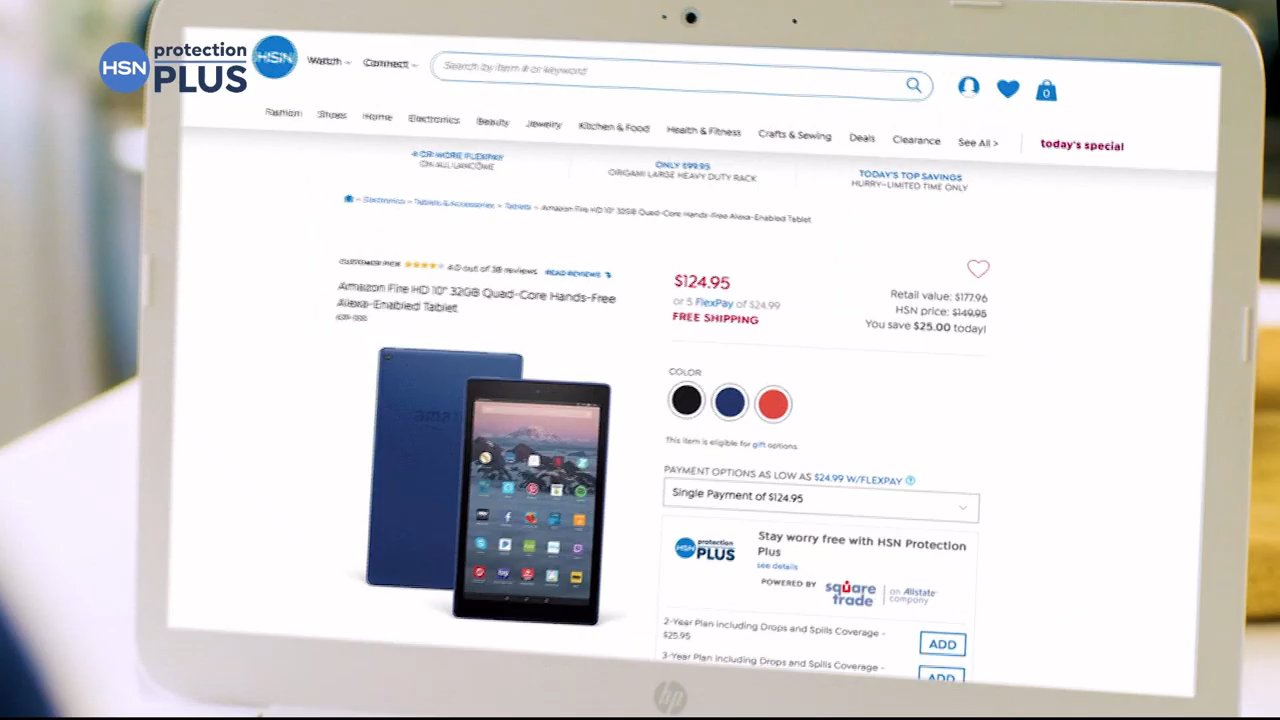 HSN protection PLUS
HSN
Watch
Connect
Search by item # or keyword
0
Fashion Shoes Home Electronics Beauty Jewelry Kitchen & Food Health & Fitness Crafts & Sewing Deals Clearance See All > today's special
4 OR MORE FLEXPAY
ON ALL LANCOME
ONLY $99.95
ORIGAMI LARGE HEAVY DUTY RACK
TODAY'S TOP SAVINGS
HURRY–LIMITED TIME ONLY
Electronics > Tablets & Accessories > Tablets > Amazon Fire HD 10" 32GB Quad-Core Hands-Free Alexa-Enabled Tablet
CUSTOMER PICK 4.0 out of 38 reviews READ REVIEWS
Amazon Fire HD 10" 32GB Quad-Core Hands-Free
Alexa-Enabled Tablet
$124.95
or 5 FlexPay of $24.99
FREE SHIPPING
Retail value: $177.96
HSN price: $149.95
You save $25.00 today!
COLOR
This item is eligible for gift options.
PAYMENT OPTIONS AS LOW AS $24.99 W/FLEXPAY ?
Single Payment of $124.95
HSN protection PLUS
Stay worry free with HSN Protection
Plus
see details
POWERED BY square trade an Allstate company
2-Year Plan Including Drops and Spills Coverage -
$25.95
ADD
3-Year Plan Including Drops and Spills Coverage -
ADD
hp